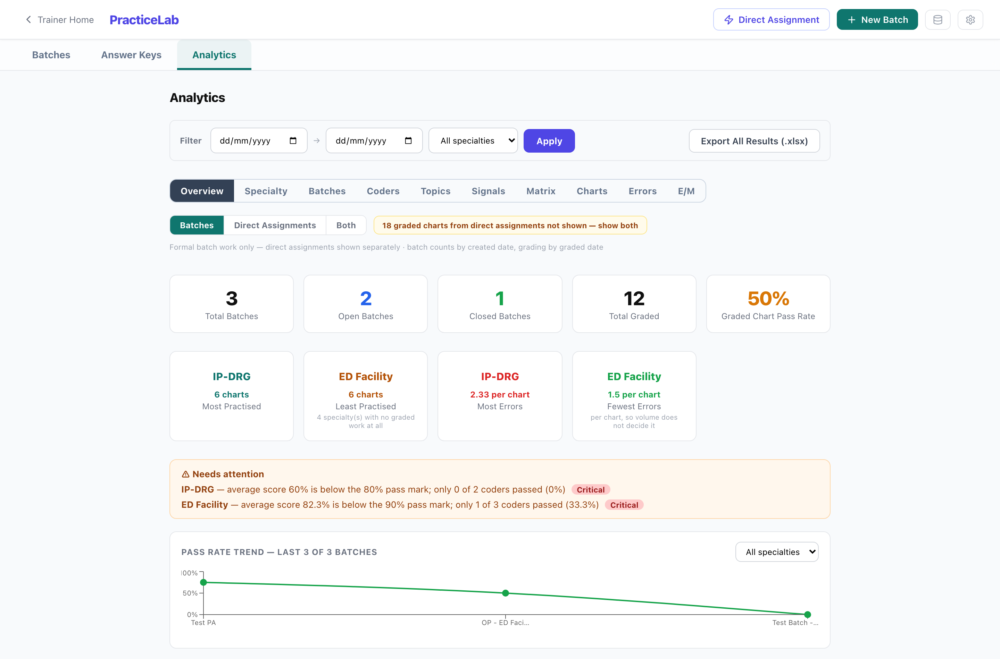 Trainer Home
PracticeLab
Direct Assignment
+ New Batch
Batches
Answer Keys
Analytics
Analytics
Filter
dd/mm/yyyy
→
dd/mm/yyyy
All specialties
Apply
Export All Results (.xlsx)
Overview
Specialty
Batches
Coders
Topics
Signals
Matrix
Charts
Errors
E/M
Batches
Direct Assignments
Both
18 graded charts from direct assignments not shown — show both
Formal batch work only — direct assignments shown separately · batch counts by created date, grading by graded date
3
Total Batches
2
Open Batches
1
Closed Batches
12
Total Graded
50%
Graded Chart Pass Rate
IP-DRG
6 charts
Most Practised
ED Facility
6 charts
Least Practised
4 specialty(s) with no graded
work at all
IP-DRG
2.33 per chart
Most Errors
ED Facility
1.5 per chart
Fewest Errors
per chart, so volume does
not decide it
Needs attention
IP-DRG — average score 60% is below the 80% pass mark; only 0 of 2 coders passed (0%) Critical
ED Facility — average score 82.3% is below the 90% pass mark; only 1 of 3 coders passed (33.3%) Critical
PASS RATE TREND — LAST 3 OF 3 BATCHES
All specialties
100%
50%
0%
Test PA
OP - ED Faci...
Test Batch -...